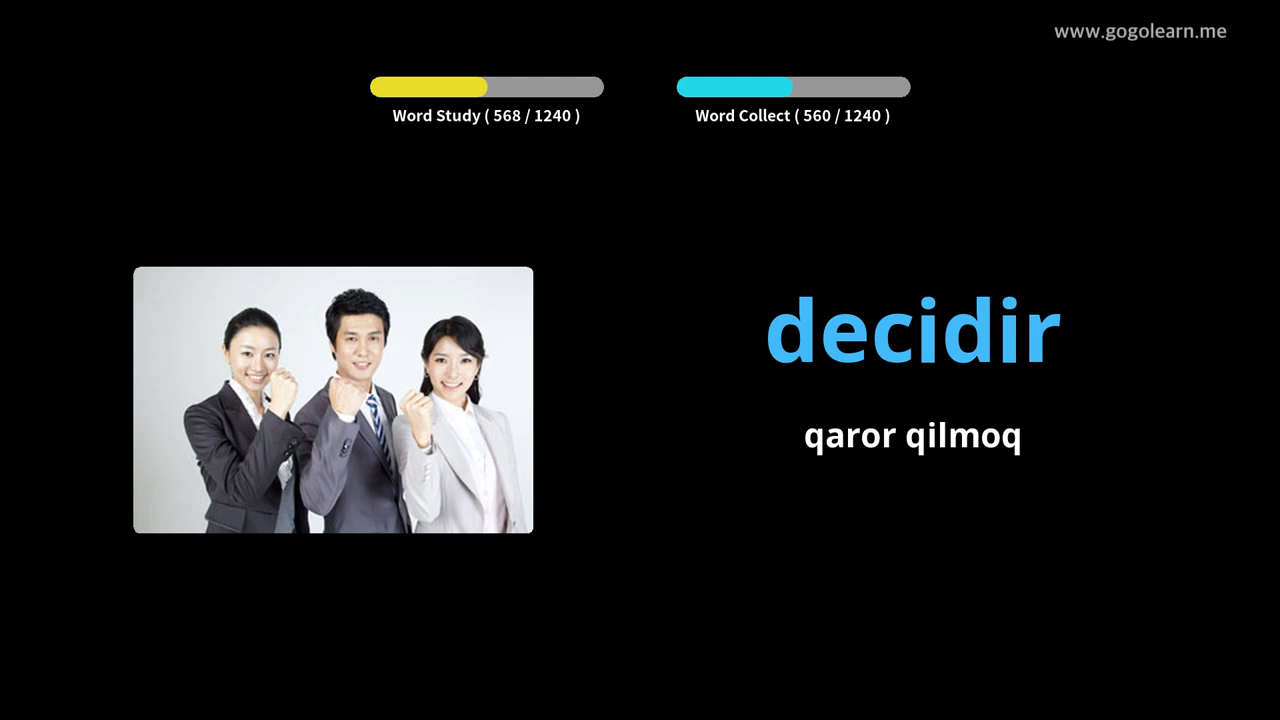 www.gogolearn.me
Word Study ( 568 / 1240 )
Word Collect ( 560 / 1240 )
decidir
qaror qilmoq